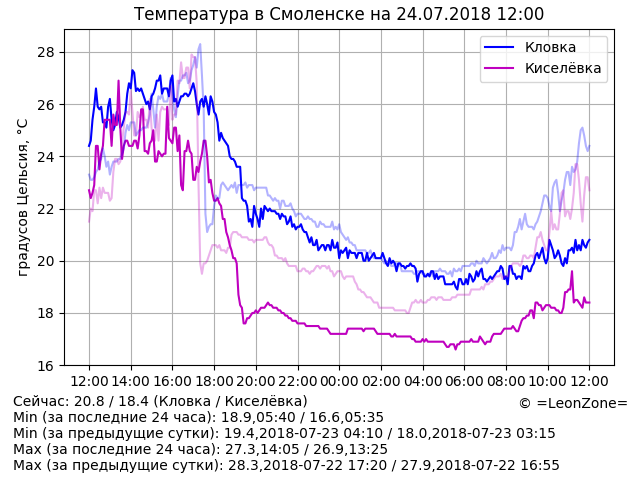 Температура в Смоленске на 24.07.2018 12:00
Кловка
Киселёвка
градусов Цельсия, °C
28
26
24
22
20
18
16
12:00 14:00 16:00 18:00 20:00 22:00 00:00 02:00 04:00 06:00 08:00 10:00 12:00
Сейчас: 20.8 / 18.4 (Кловка / Киселёвка)
© =LeonZone=
Min (за последние 24 часа): 18.9,05:40 / 16.6,05:35
Min (за предыдущие сутки): 19.4,2018-07-23 04:10 / 18.0,2018-07-23 03:15
Max (за последние 24 часа): 27.3,14:05 / 26.9,13:25
Max (за предыдущие сутки): 28.3,2018-07-22 17:20 / 27.9,2018-07-22 16:55